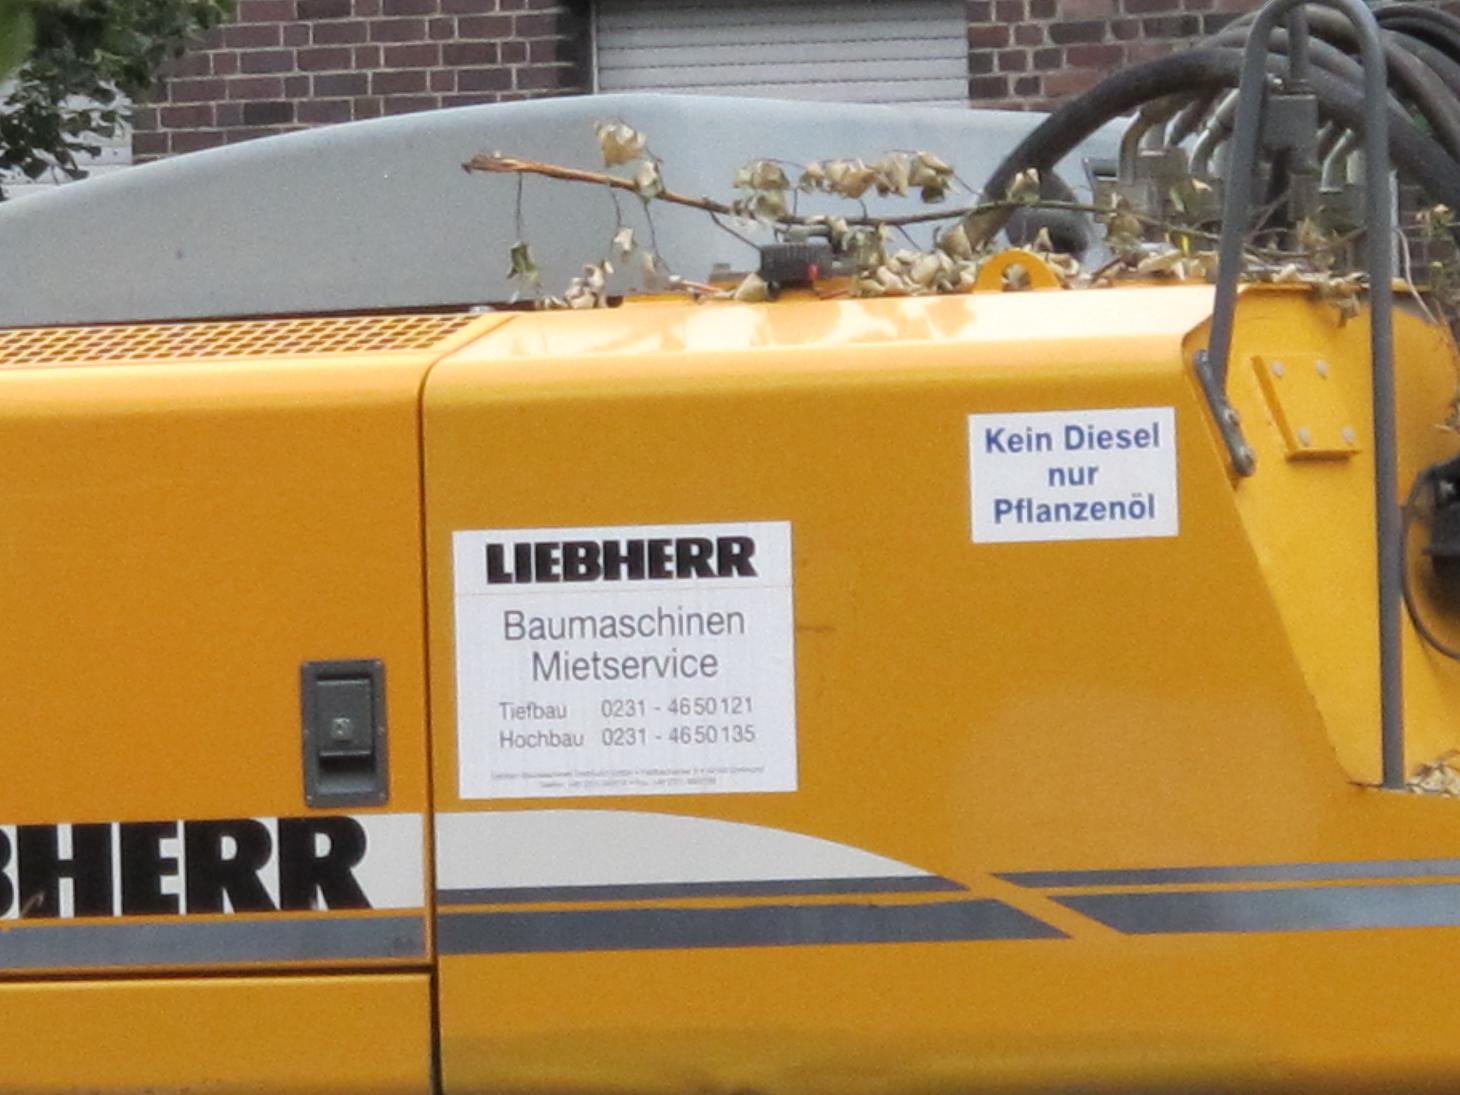 LIEBHERR
Baumaschinen
Mietservice
Tiefbau 0231 - 4650121
Hochbau 0231 - 4650135
Kein Diesel
nur
Pflanzenöl
BHERR